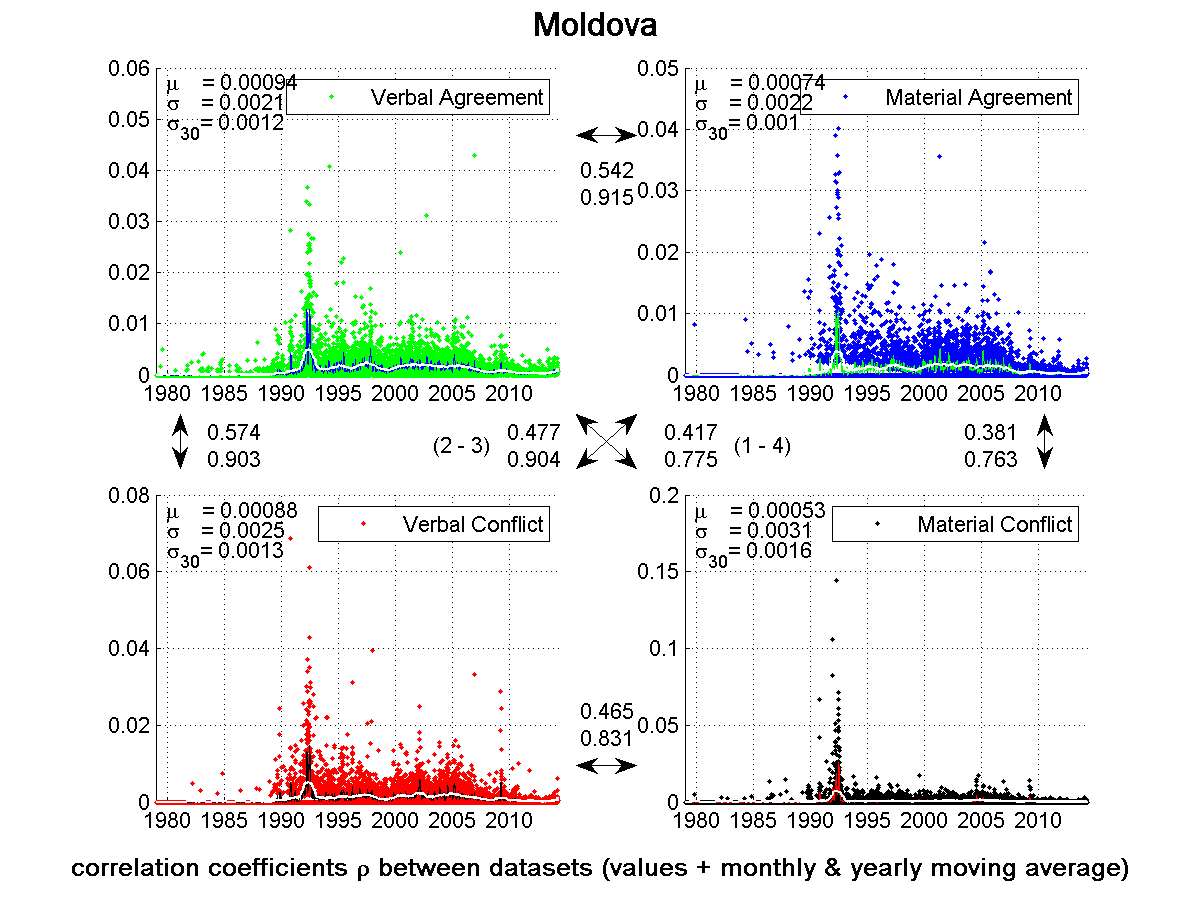 Moldova
0.06
0.05
0.04
0.03
0.02
0.01
0
μ = 0.00094
σ = 0.0021
σ30 = 0.0012
Verbal Agreement
1980 1985 1990 1995 2000 2005 2010
0.542
0.915
0.05
0.04
0.03
0.02
0.01
0
μ = 0.00074
σ = 0.0022
σ30 = 0.001
Material Agreement
1980 1985 1990 1995 2000 2005 2010
0.574 (2 - 3) 0.477 0.417 (1 - 4) 0.381
0.903 0.904 0.775 0.763
0.08
0.06
0.04
0.02
0
μ = 0.00088
σ = 0.0025
σ30 = 0.0013
Verbal Conflict
1980 1985 1990 1995 2000 2005 2010
0.465
0.831
0.2
0.15
0.1
0.05
0
μ = 0.00053
σ = 0.0031
σ30 = 0.0016
Material Conflict
1980 1985 1990 1995 2000 2005 2010
correlation coefficients ρ between datasets (values + monthly & yearly moving average)